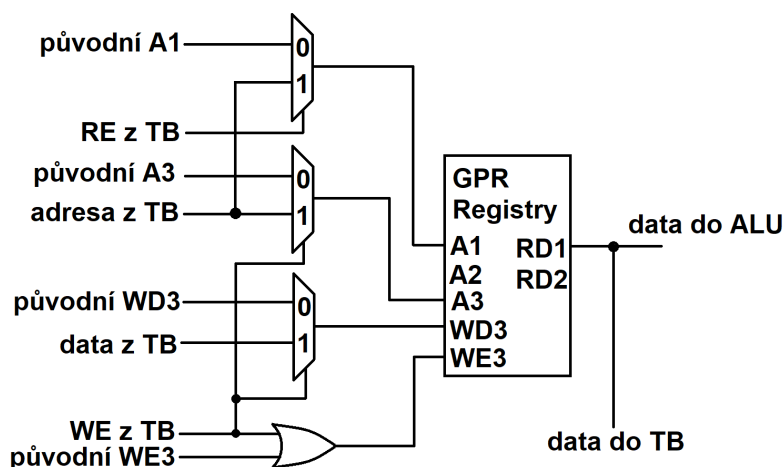 původní A1
0
1
RE z TB
původní A3
0
adresa z TB
1
původní WD3
0
data z TB
1
WE z TB
původní WE3
GPR
Registry
A1
RD1
A2
RD2
A3
WD3
WE3
data do ALU
data do TB